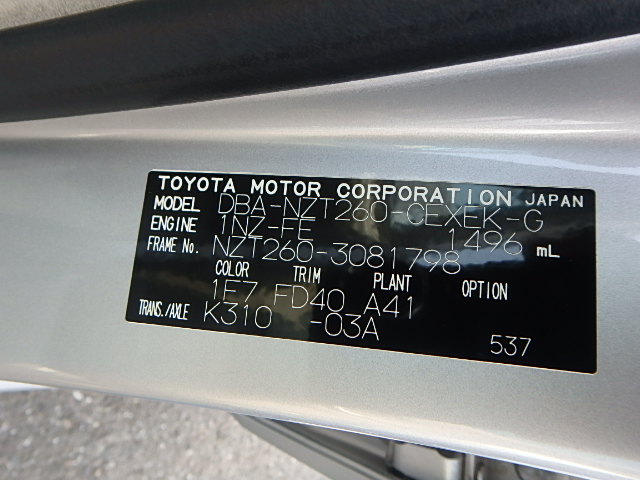 TOYOTA MOTOR CORPORATION JAPAN
MODEL DBA-NZT260-CEXEK-G
ENGINE 1NZ-FE 1496 mL
FRAME No. NZT260-3081798
COLOR TRIM PLANT OPTION
1E7 FD40 A41
TRANS./AXLE K310 -03A
537